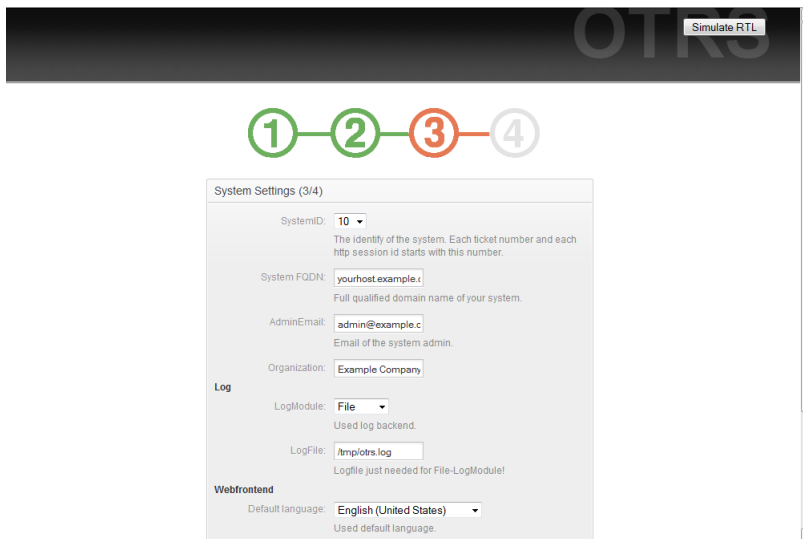 OTRS
Simulate RTL
1 2 3 4
System Settings (3/4)
SystemID: 10
The identify of the system. Each ticket number and each
http session id starts with this number.
System FQDN: yourhost.example.c
Full qualified domain name of your system.
AdminEmail: admin@example.c
Email of the system admin.
Organization: Example Company
Log
LogModule: File
Used log backend.
LogFile: /tmp/otrs.log
Logfile just needed for File-LogModule!
Webfrontend
Default language: English (United States)
Used default language.